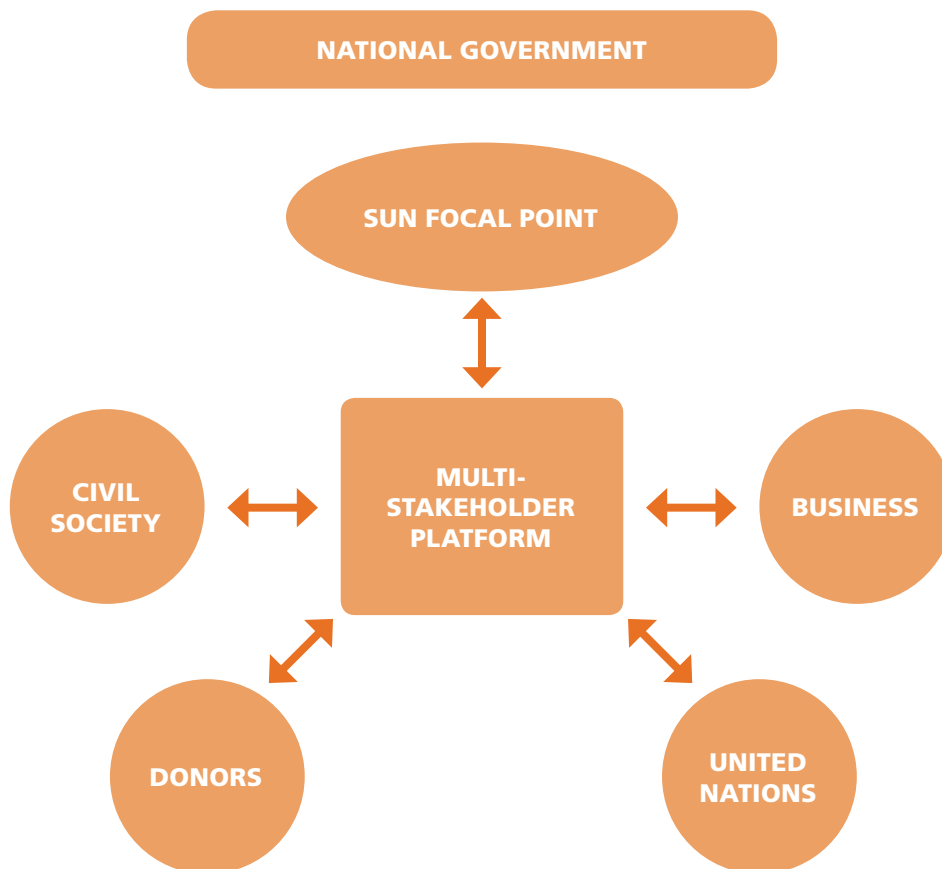 NATIONAL GOVERNMENT
SUN FOCAL POINT
MULTI-
STAKEHOLDER
PLATFORM
CIVIL
SOCIETY
BUSINESS
DONORS
UNITED
NATIONS